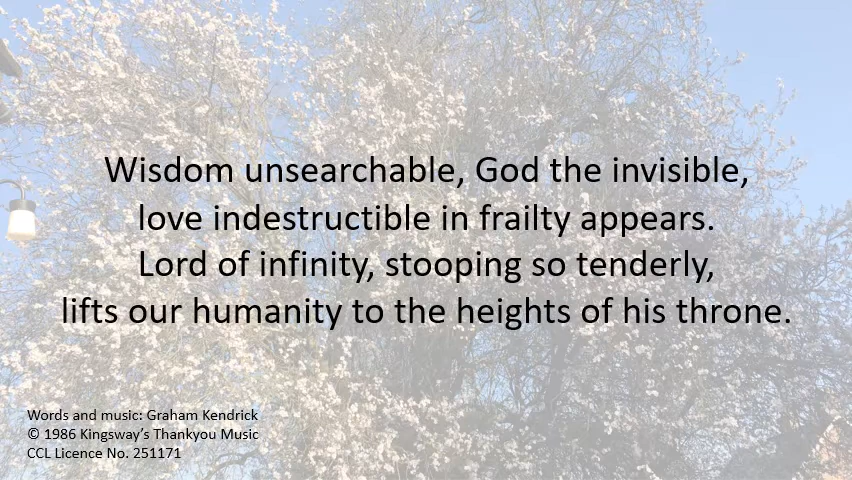 Wisdom unsearchable, God the invisible,
love indestructible in frailty appears.
Lord of infinity, stooping so tenderly,
lifts our humanity to the heights of his throne.
Words and music: Graham Kendrick
© 1986 Kingsway’s Thankyou Music
CCL Licence No. 251171